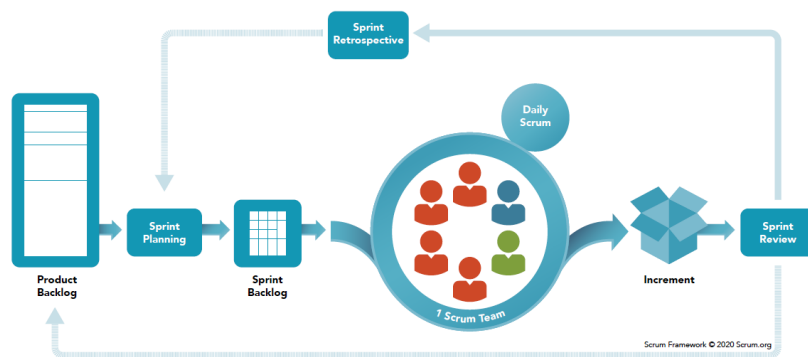 Sprint
Retrospective
Daily
Scrum
Sprint
Planning
Sprint
Review
Product
Backlog
Sprint
Backlog
1 Scrum Team
Increment
Scrum Framework © 2020 Scrum.org